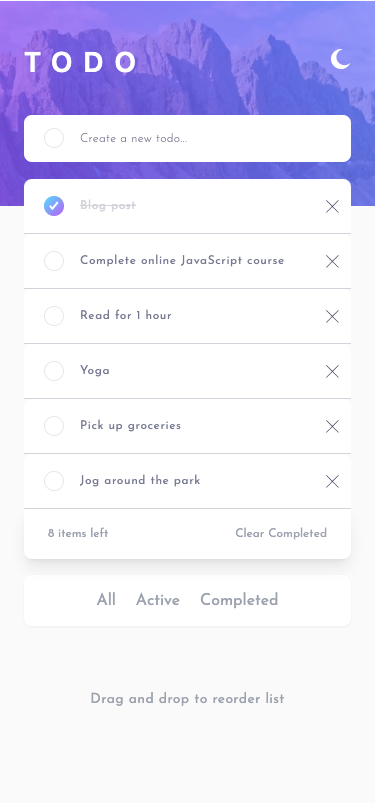 TODO
Create a new todo...
Blog post
Complete online JavaScript course
Read for 1 hour
Yoga
Pick up groceries
Jog around the park
8 items left Clear Completed
All Active Completed
Drag and drop to reorder list